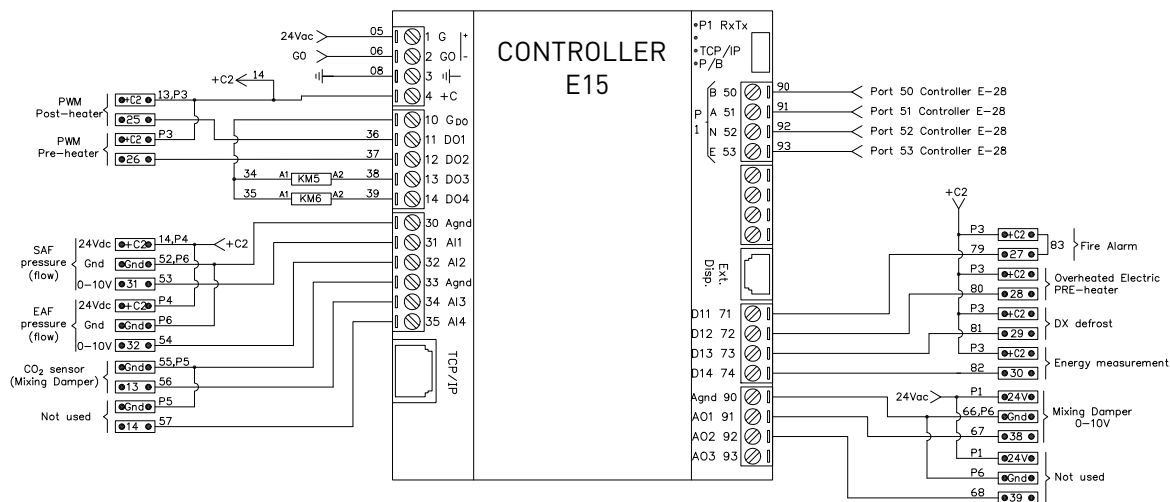 CONTROLLER
E15
24Vac 05 1 G +
G0 06 2 G0 -
08 3
+C2 14 4 +C
PWM
Post-heater
+C2 13,P3
25
PWM
Pre-heater
+C2 P3
26
10 GDO
36 11 DO1
37 12 DO2
34 A1 KM5 A2 38 13 DO3
35 A1 KM6 A2 39 14 DO4
30 Agnd
31 AI1
32 AI2
33 Agnd
34 AI3
35 AI4
TCP/IP
SAF
pressure
(flow)
24Vdc +C2 14,P4 +C2
Gnd Gnd 52,P6
0-10V 31 53
EAF
pressure
(flow)
24Vdc +C2 P4
Gnd Gnd P6
0-10V 32 54
CO2 sensor
(Mixing Damper)
Gnd 55,P5
13 56
Not used
Gnd P5
14 57
P1 RxTx
TCP/IP
P/B
P1
B 50 90 Port 50 Controller E-28
A 51 91 Port 51 Controller E-28
N 52 92 Port 52 Controller E-28
E 53 93 Port 53 Controller E-28
Ext.
Disp.
D11 71
D12 72
D13 73
D14 74
Agnd 90
AO1 91
AO2 92
AO3 93
+C2
P3 +C2
79 27
83 Fire Alarm
P3 +C2
80 28
Overheated Electric
PRE-heater
P3 +C2
81 29
DX defrost
P3 +C2
82 30
Energy measurement
24Vac P1 24V
66,P6 Gnd
67 38
Mixing Damper
0-10V
P1 24V
P6 Gnd
68 39
Not used